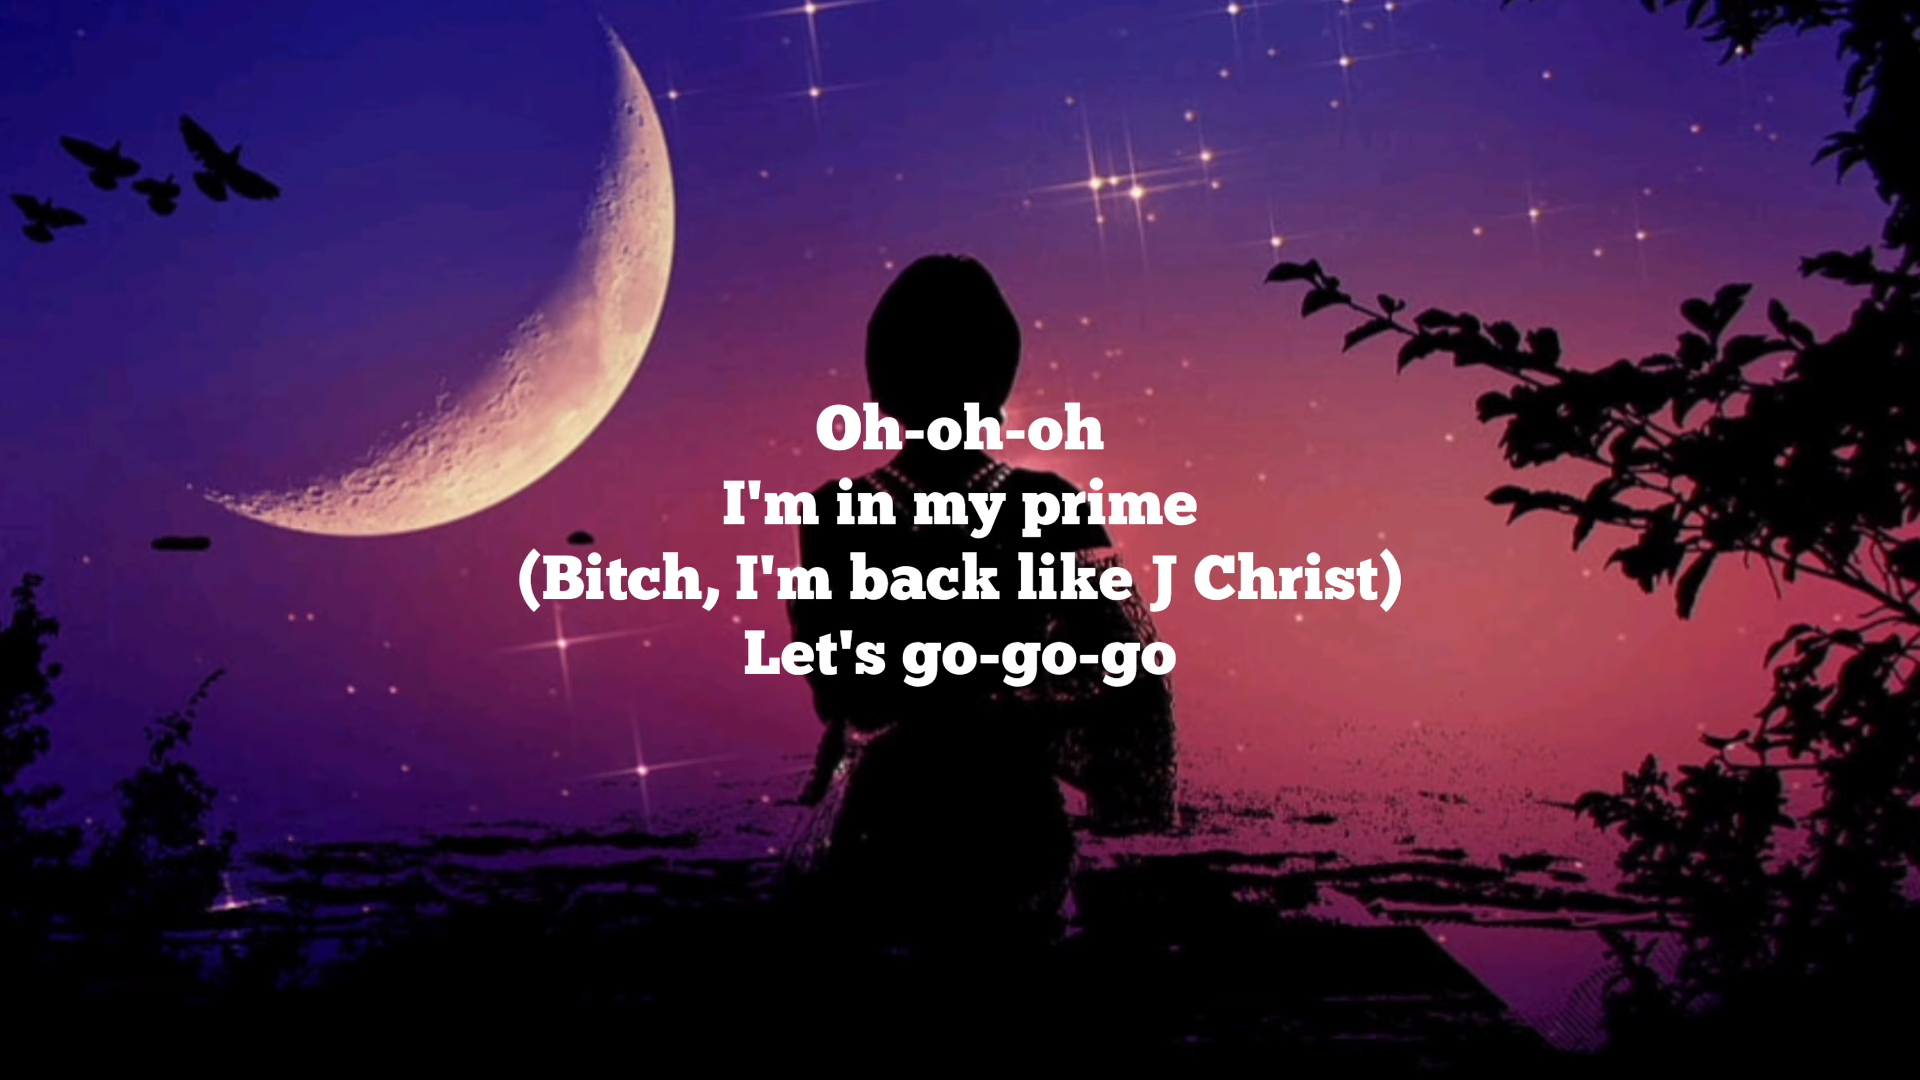 Oh-oh-oh
I'm in my prime
(Bitch, I'm back like J Christ)
Let's go-go-go